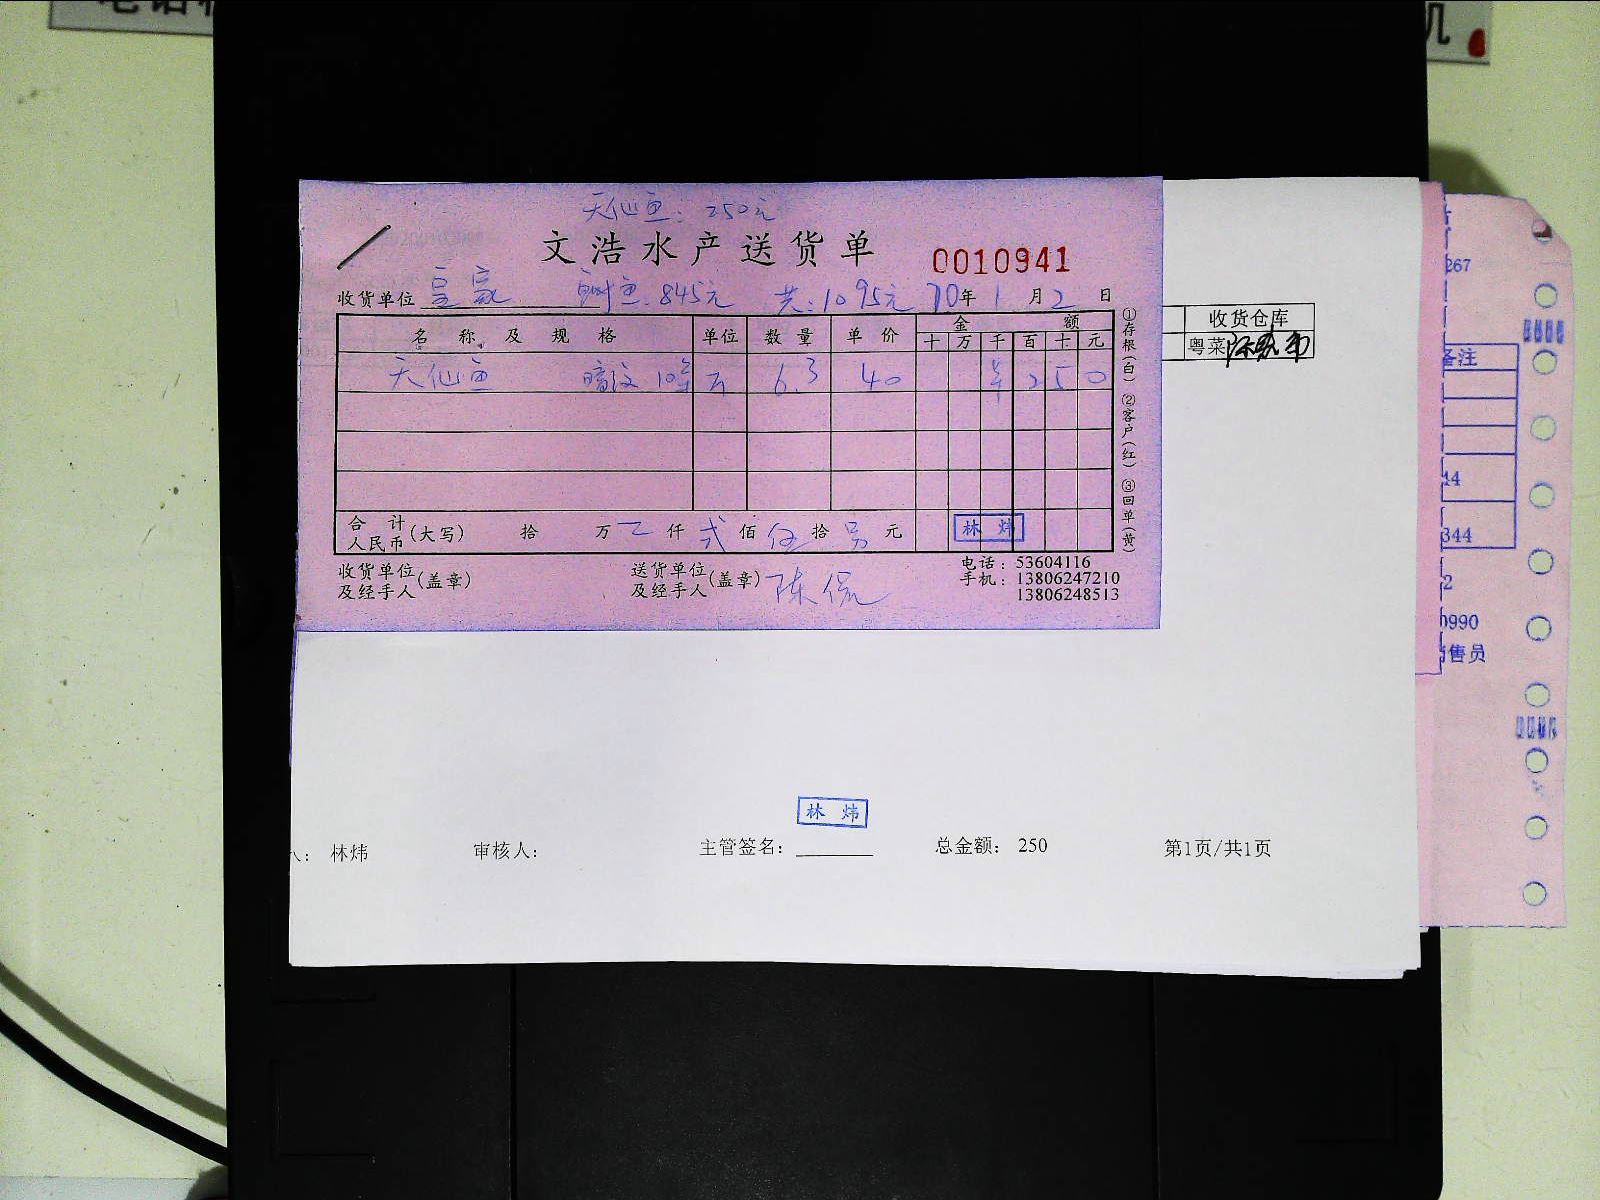 天仙鱼: 250元
文浩水产送货单
0010941
收货单位 鱼: 845元 共: 1095元 年 1 月 2 日
名称及规格 单位 数量 单价 金额
十 万 千 百 十 元
天仙鱼 暗纹 6.3 40 2 5 0
合计
人民币(大写) 拾 万 仟 弍 佰 伍 拾 元
林炜
①存根(白) ②客户(红) ③回单(黄)
收货单位
及经手人(盖章)
送货单位
及经手人(盖章) 陈
电话: 53604116
手机: 13806247210
13806248513
收货仓库
粤菜
267
备注
14
344
2
0990
售员
林炜
: 林炜 审核人: 主管签名: 总金额: 250 第1页/共1页